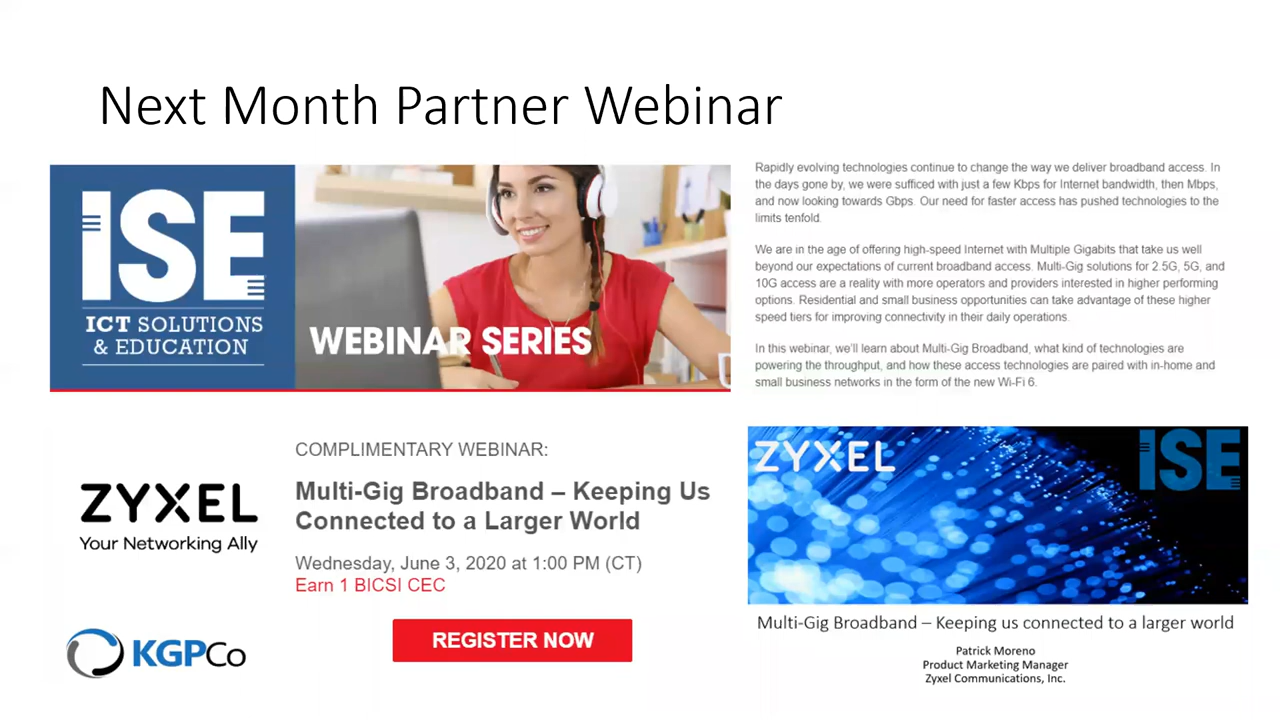 Next Month Partner Webinar
ISE
ICT SOLUTIONS
& EDUCATION
WEBINAR SERIES
Rapidly evolving technologies continue to change the way we deliver broadband access. In
the days gone by, we were sufficed with just a few Kbps for Internet bandwidth, then Mbps,
and now looking towards Gbps. Our need for faster access has pushed technologies to the
limits tenfold.
We are in the age of offering high-speed Internet with Multiple Gigabits that take us well
beyond our expectations of current broadband access. Multi-Gig solutions for 2.5G, 5G, and
10G access are a reality with more operators and providers interested in higher performing
options. Residential and small business opportunities can take advantage of these higher
speed tiers for improving connectivity in their daily operations.
In this webinar, we'll learn about Multi-Gig Broadband, what kind of technologies are
powering the throughput, and how these access technologies are paired with in-home and
small business networks in the form of the new Wi-Fi 6.
ZYXEL
Your Networking Ally
KGPCo
COMPLIMENTARY WEBINAR:
Multi-Gig Broadband – Keeping Us
Connected to a Larger World
Wednesday, June 3, 2020 at 1:00 PM (CT)
Earn 1 BICSI CEC
REGISTER NOW
ZYXEL
ISE
Multi-Gig Broadband – Keeping us connected to a larger world
Patrick Moreno
Product Marketing Manager
Zyxel Communications, Inc.